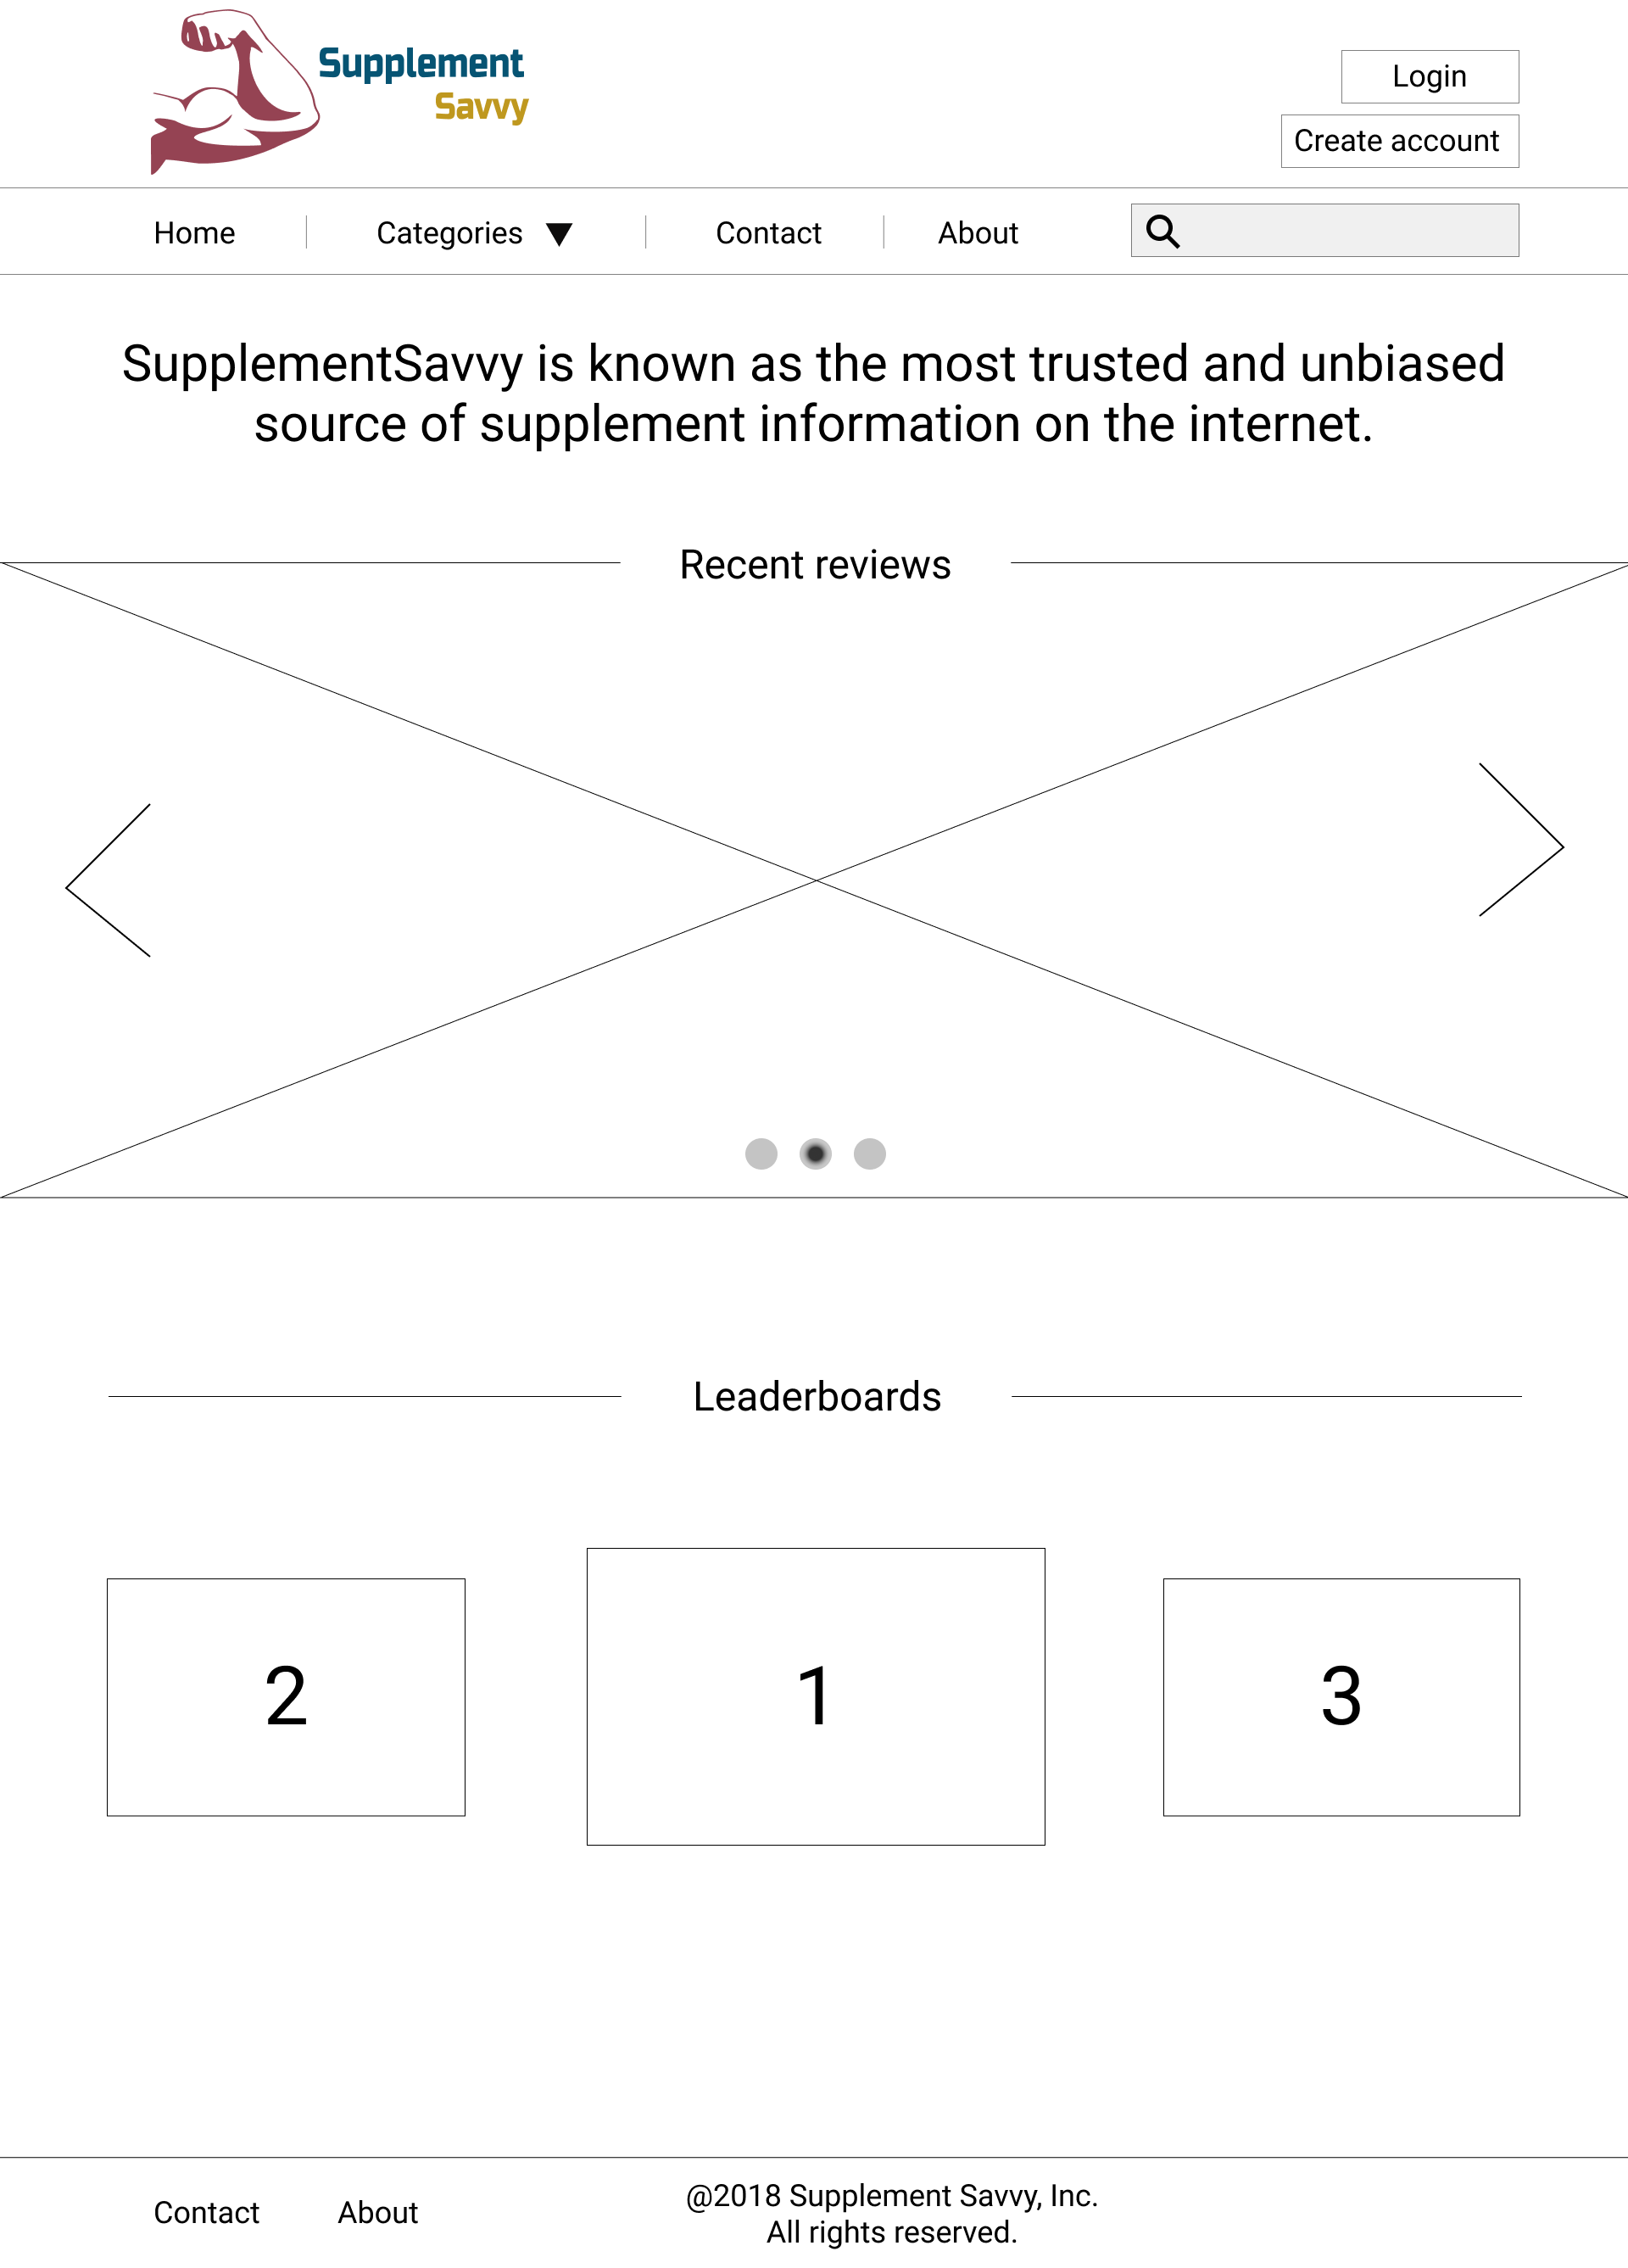 Supplement
Savvy
Login
Create account
Home
Categories
Contact
About
SupplementSavvy is known as the most trusted and unbiased
source of supplement information on the internet.
Recent reviews
Leaderboards
2
1
3
Contact
About
@2018 Supplement Savvy, Inc.
All rights reserved.